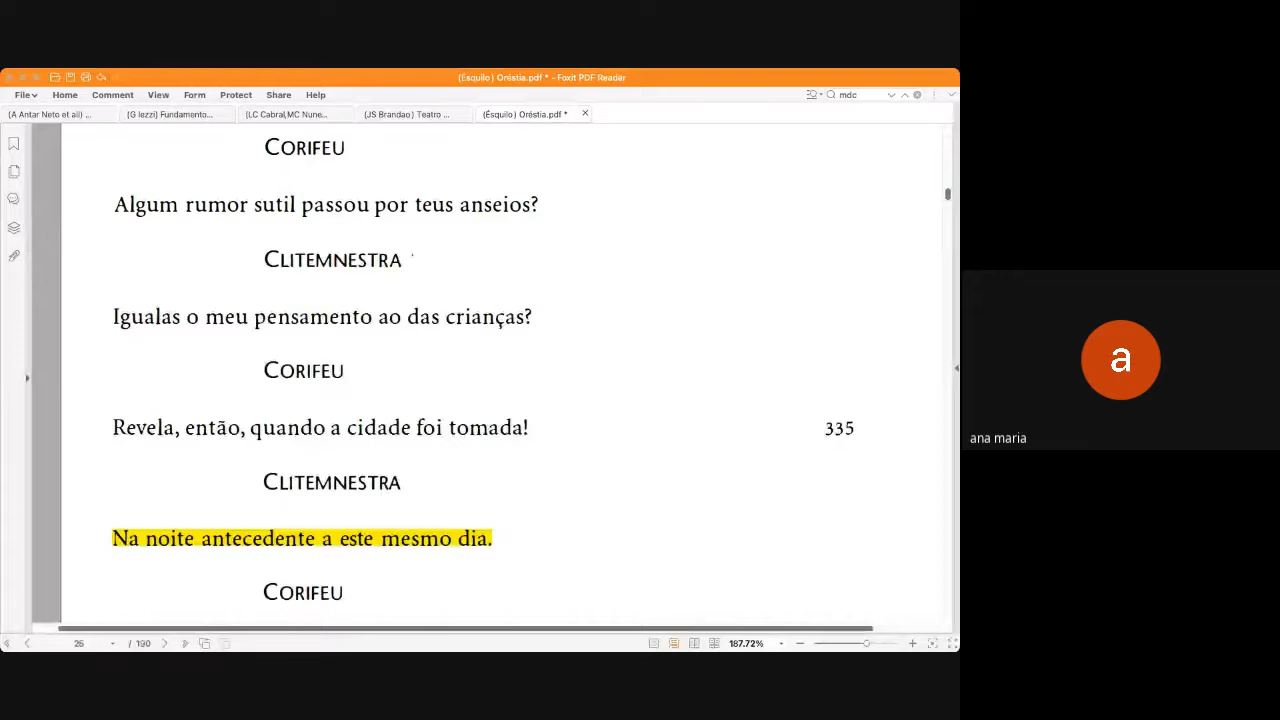 (Ésquilo) Oréstia.pdf * - Foxit PDF Reader
File Home Comment View Form Protect Share Help mdc
(A Antar Neto et all) ... (G Iezzi) Fundamento... (LC Cabral,MC Nune... (JS Brandao) Teatro ... (Ésquilo) Oréstia.pdf *
CORIFEU
Algum rumor sutil passou por teus anseios?
CLITEMNESTRA
Igualas o meu pensamento ao das crianças?
CORIFEU
Revela, então, quando a cidade foi tomada! 335
CLITEMNESTRA
Na noite antecedente a este mesmo dia.
CORIFEU
26 / 190 187.72%
a
ana maria